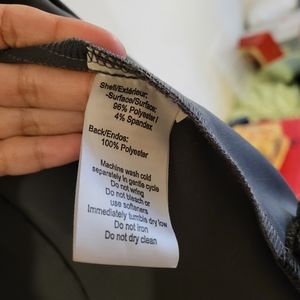 Shell/Extérieur:
-Surface/Surface:
96% Polyester/
4% Spandex
Back/Endos:
100% Polyester
Machine wash cold
separately in gentle cycle
Do not wring
Do not bleach or
use softeners
Immediately tumble dry low
Do not iron
Do not dry clean